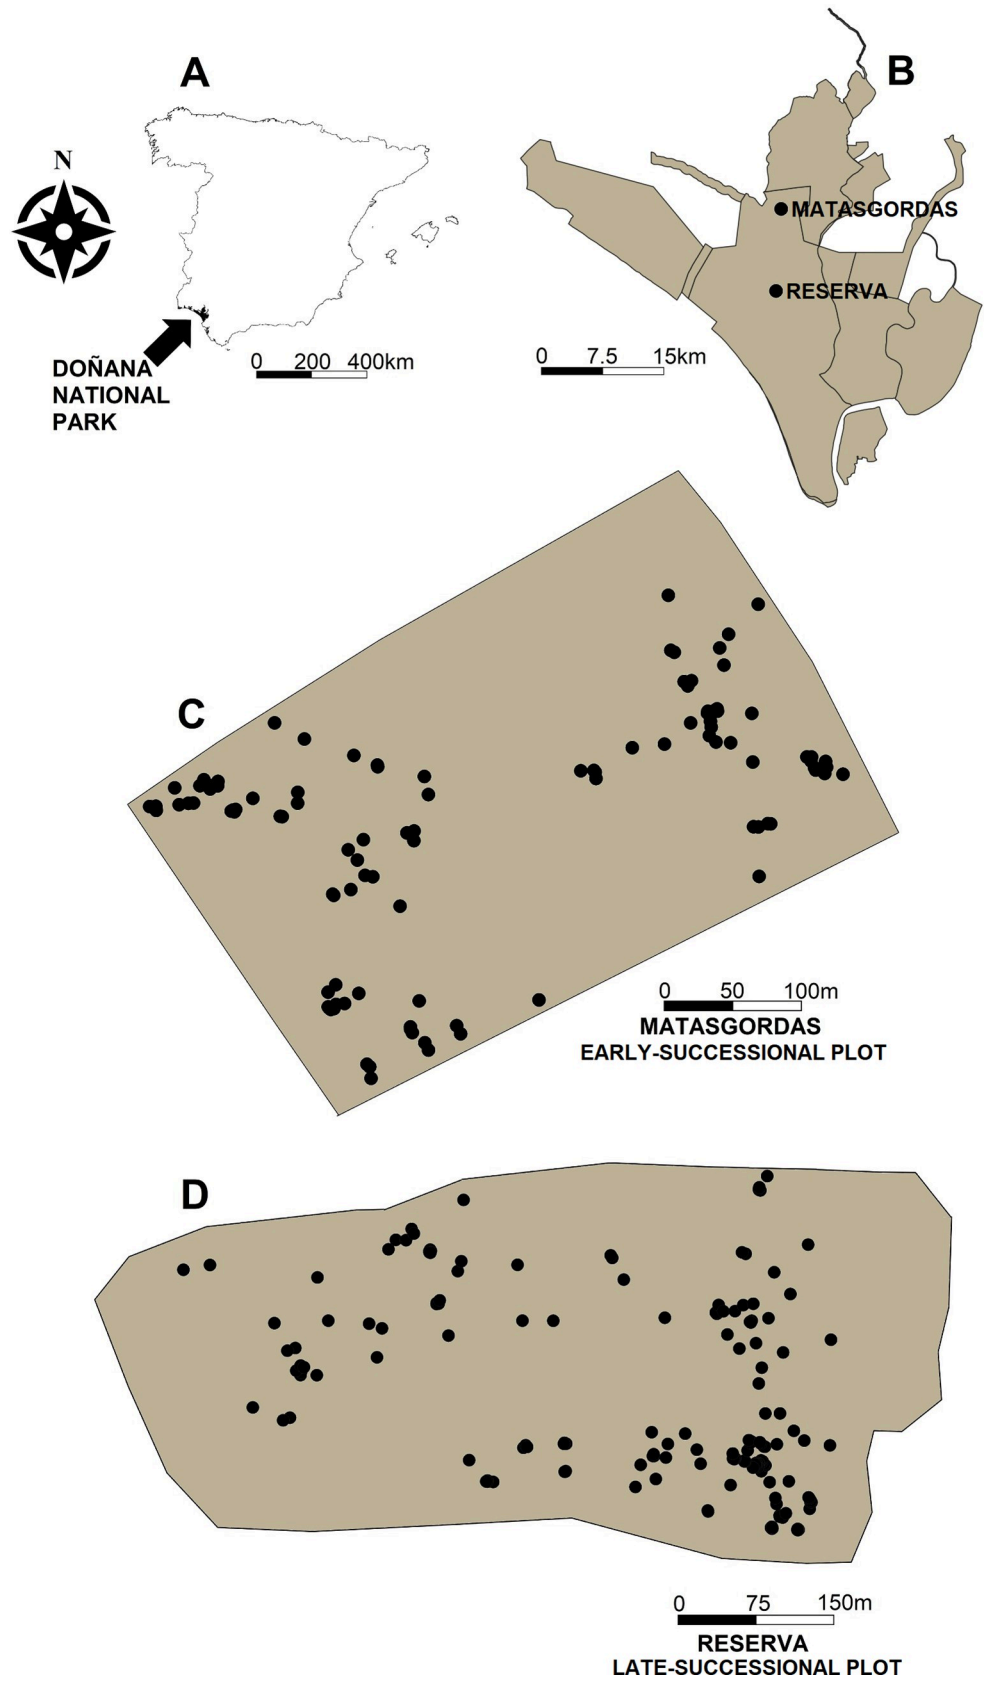 A
B
N
MATASGORDAS
RESERVA
DOÑANA
NATIONAL
PARK
0 200 400km
0 7.5 15km
C
0 50 100m
MATASGORDAS
EARLY-SUCCESSIONAL PLOT
D
0 75 150m
RESERVA
LATE-SUCCESSIONAL PLOT